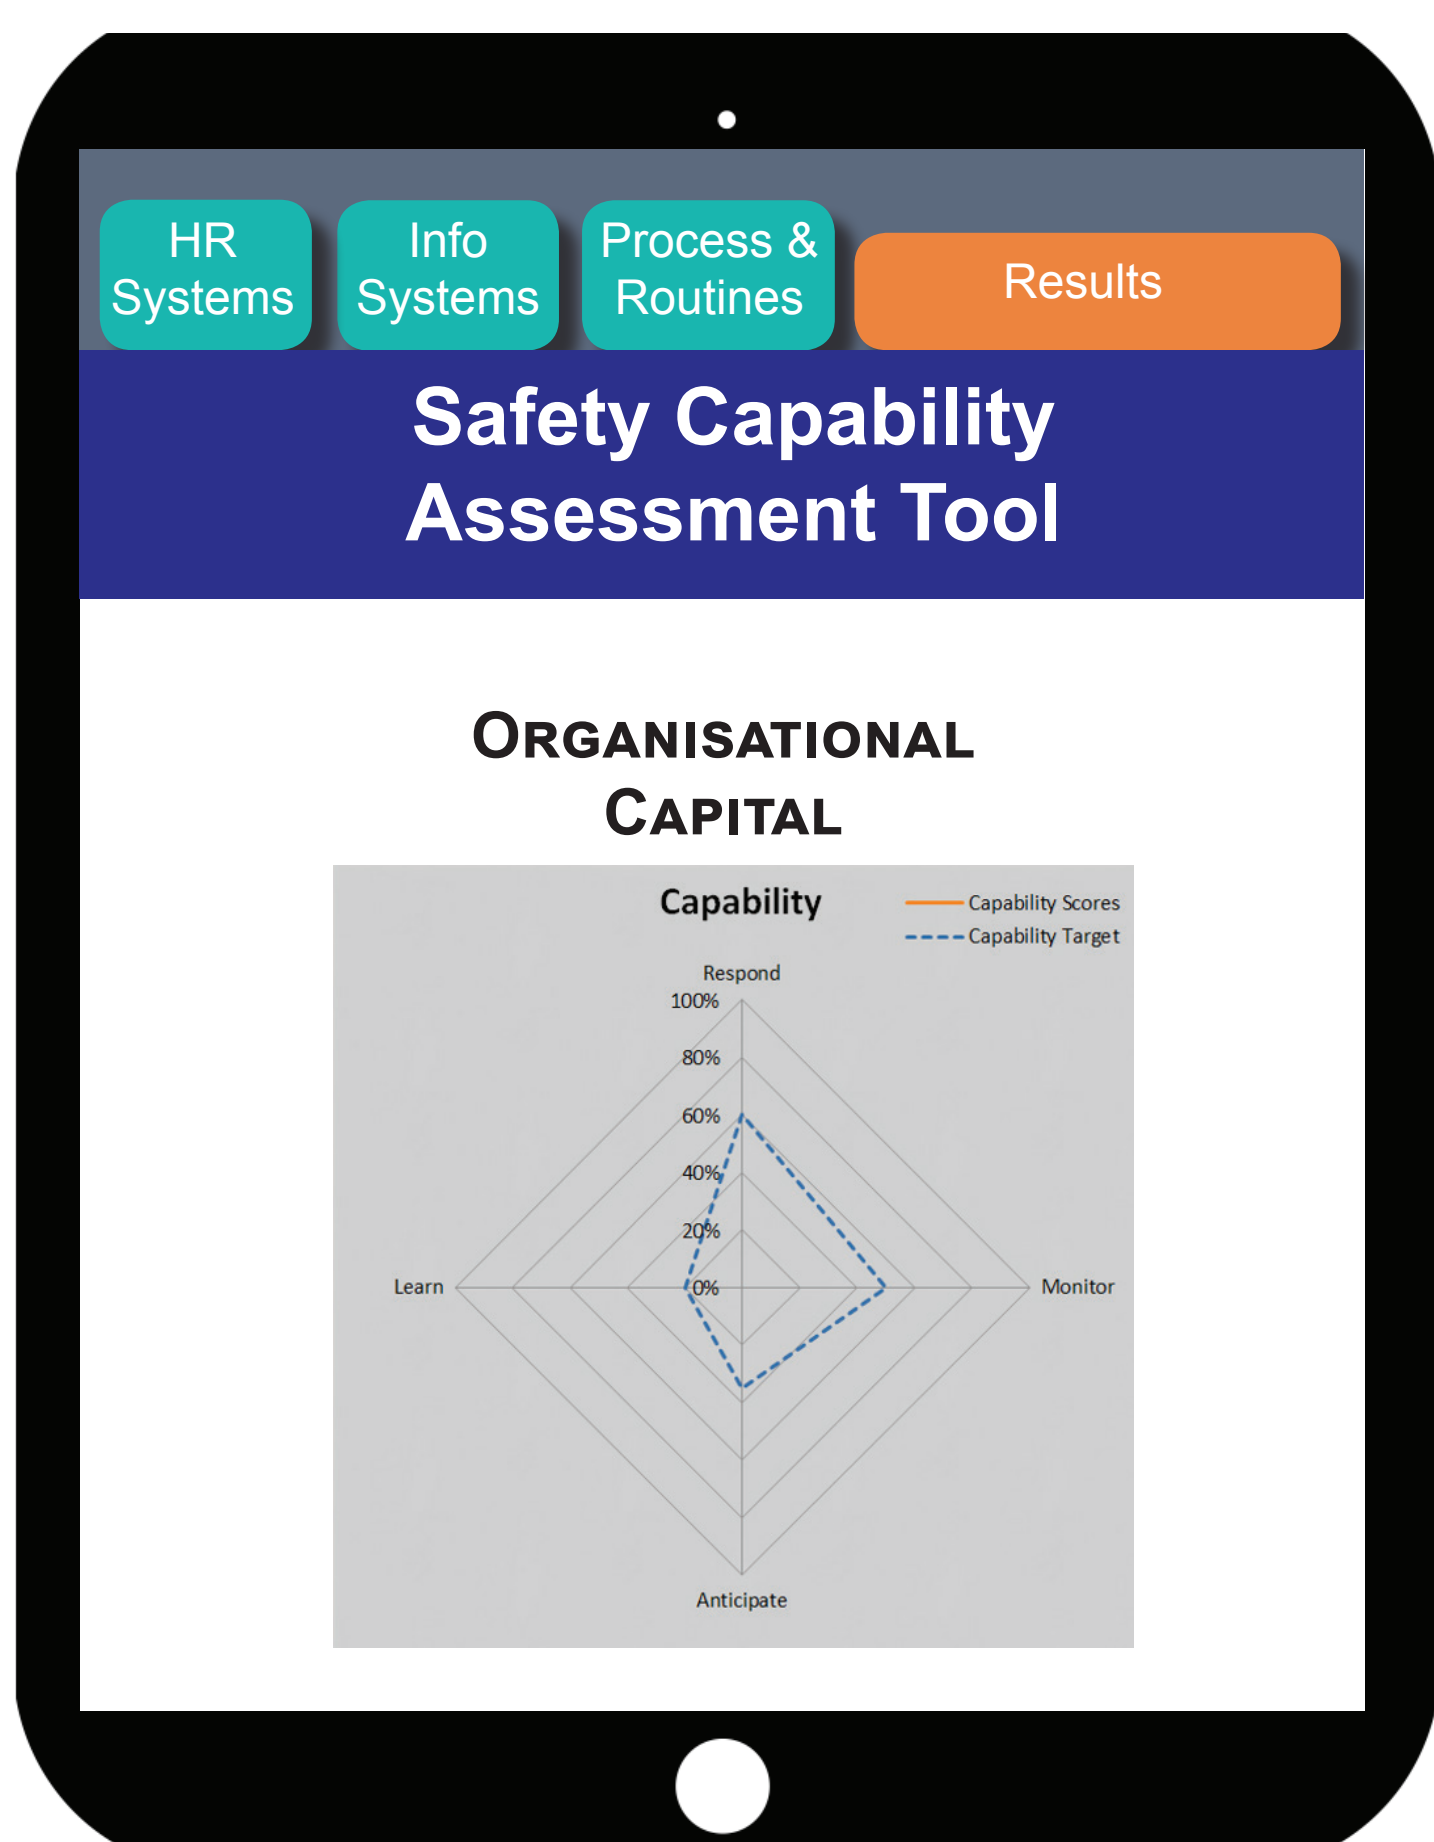 HR
Systems
Info
Systems
Process &
Routines
Results
Safety Capability
Assessment Tool
ORGANISATIONAL
CAPITAL
Capability
Capability Scores
Capability Target
Respond
100%
80%
60%
40%
20%
0%
Learn
Monitor
Anticipate